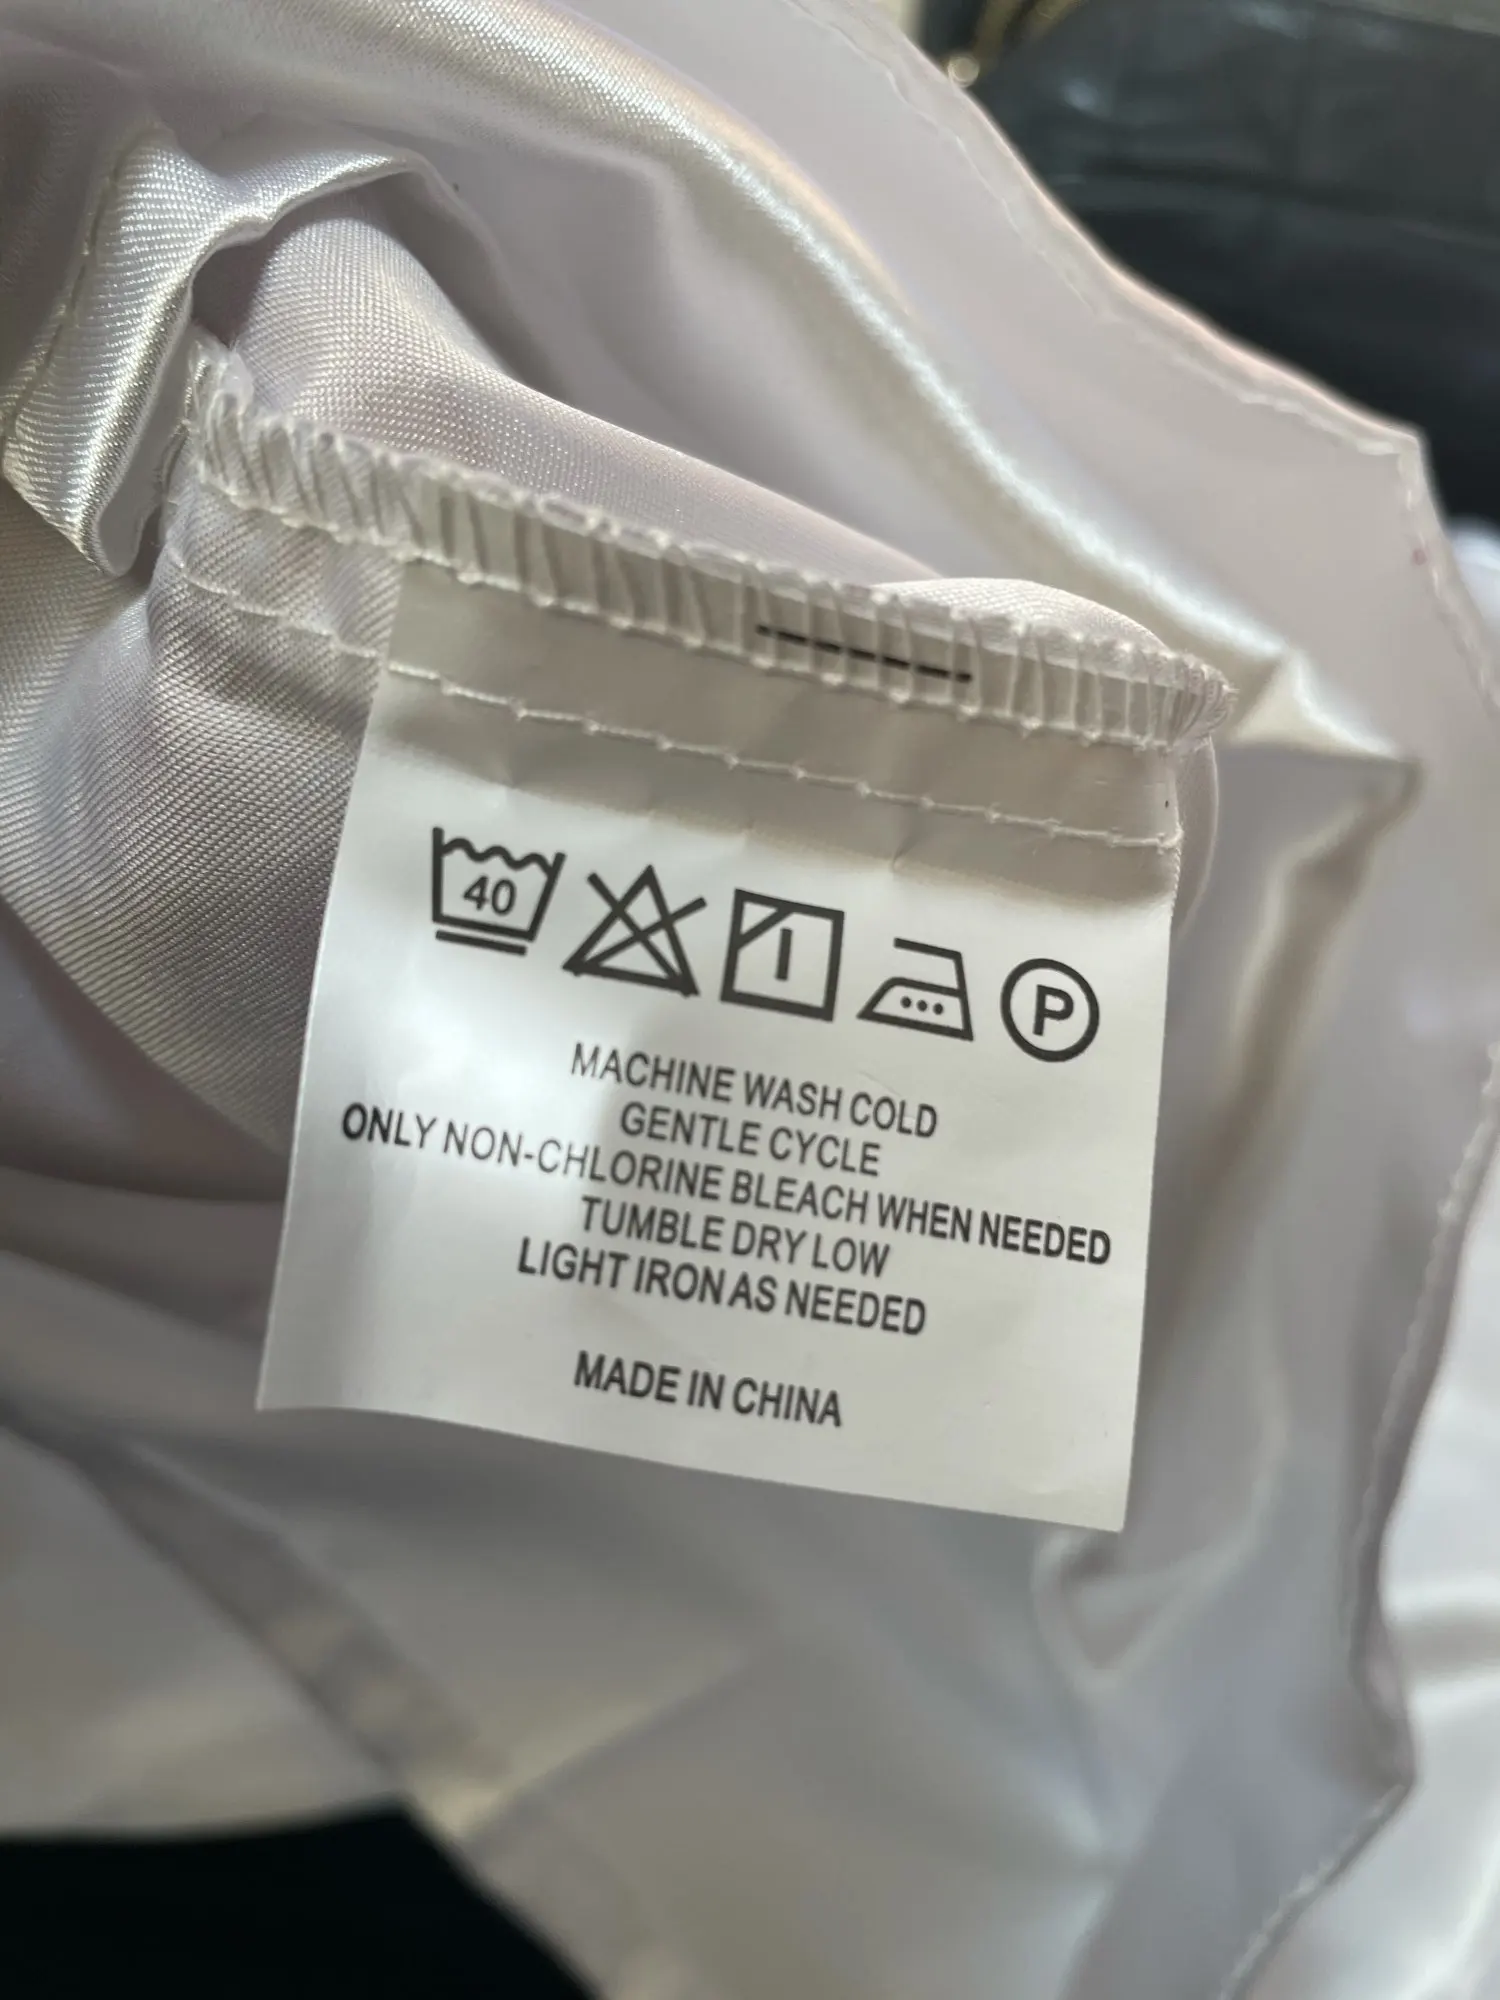 40 P
MACHINE WASH COLD
GENTLE CYCLE
ONLY NON-CHLORINE BLEACH WHEN NEEDED
TUMBLE DRY LOW
LIGHT IRON AS NEEDED
MADE IN CHINA